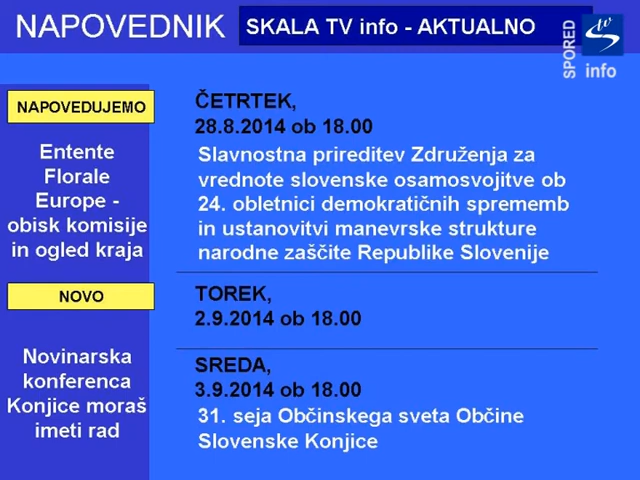 NAPOVEDNIK
SKALA TV info - AKTUALNO
SPORED
tv
info
NAPOVEDUJEMO
Entente
Florale
Europe -
obisk komisije
in ogled kraja
NOVO
Novinarska
konferenca
Konjice moraš
imeti rad
ČETRTEK,
28.8.2014 ob 18.00
Slavnostna prireditev Združenja za
vrednote slovenske osamosvojitve ob
24. obletnici demokratičnih sprememb
in ustanovitvi manevrske strukture
narodne zaščite Republike Slovenije
TOREK,
2.9.2014 ob 18.00
SREDA,
3.9.2014 ob 18.00
31. seja Občinskega sveta Občine
Slovenske Konjice